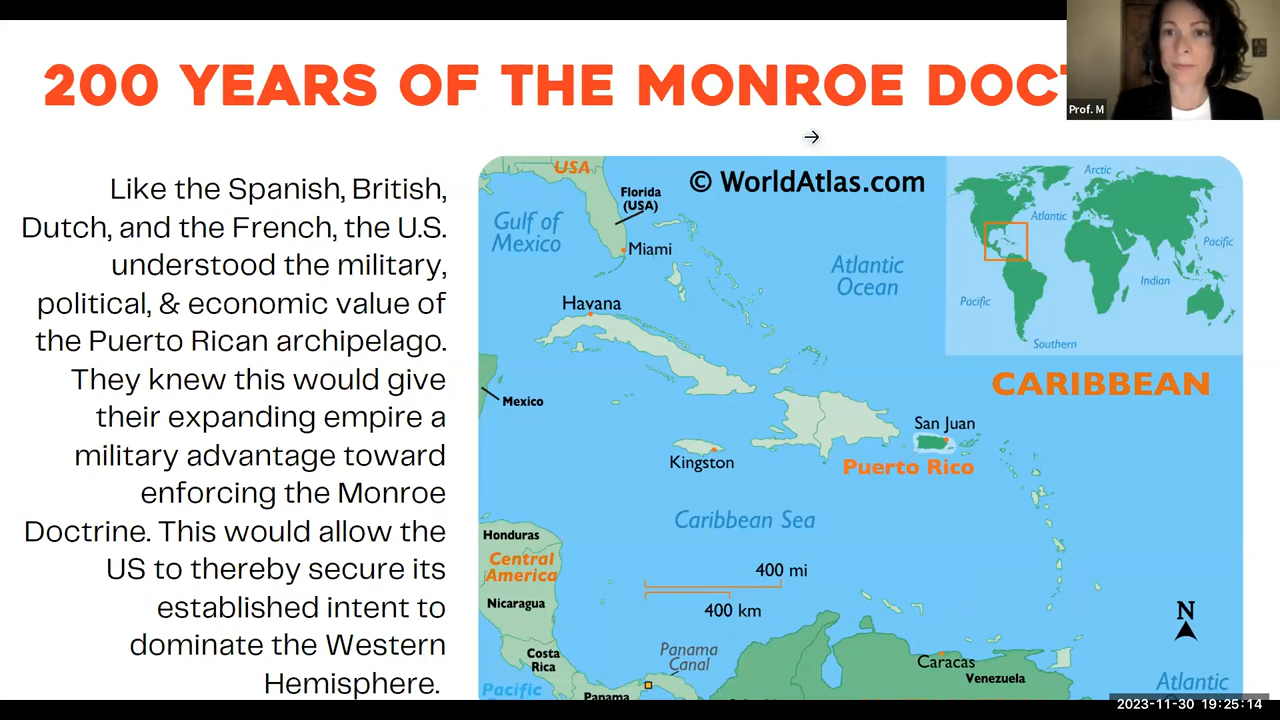 200 YEARS OF THE MONROE DOC
Prof. M
Like the Spanish, British,
Dutch, and the French, the U.S.
understood the military,
political, & economic value of
the Puerto Rican archipelago.
They knew this would give
their expanding empire a
military advantage toward
enforcing the Monroe
Doctrine. This would allow the
US to thereby secure its
established intent to
dominate the Western
Hemisphere.
© WorldAtlas.com
USA
Florida
(USA)
Gulf of
Mexico
Miami
Atlantic
Ocean
Havana
Mexico
Kingston
San Juan
Puerto Rico
Caribbean Sea
Honduras
Central
America
Nicaragua
400 mi
400 km
Costa
Rica
Panama
Canal
Pacific
Panama
Caracas
Venezuela
N
Atlantic
Arctic
Atlantic
Pacific
Indian
Pacific
Southern
CARIBBEAN
2023-11-30 19:25:14